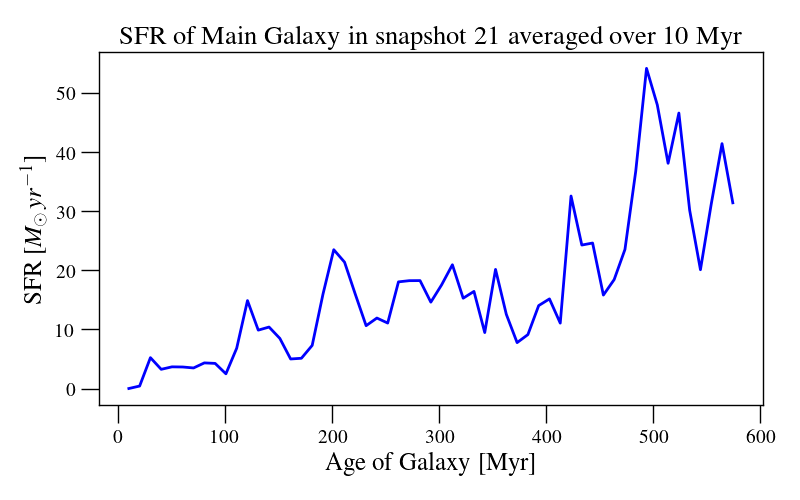 SFR of Main Galaxy in snapshot 21 averaged over 10 Myr
SFR [M⊙ yr⁻¹]
50
40
30
20
10
0
0 100 200 300 400 500 600
Age of Galaxy [Myr]